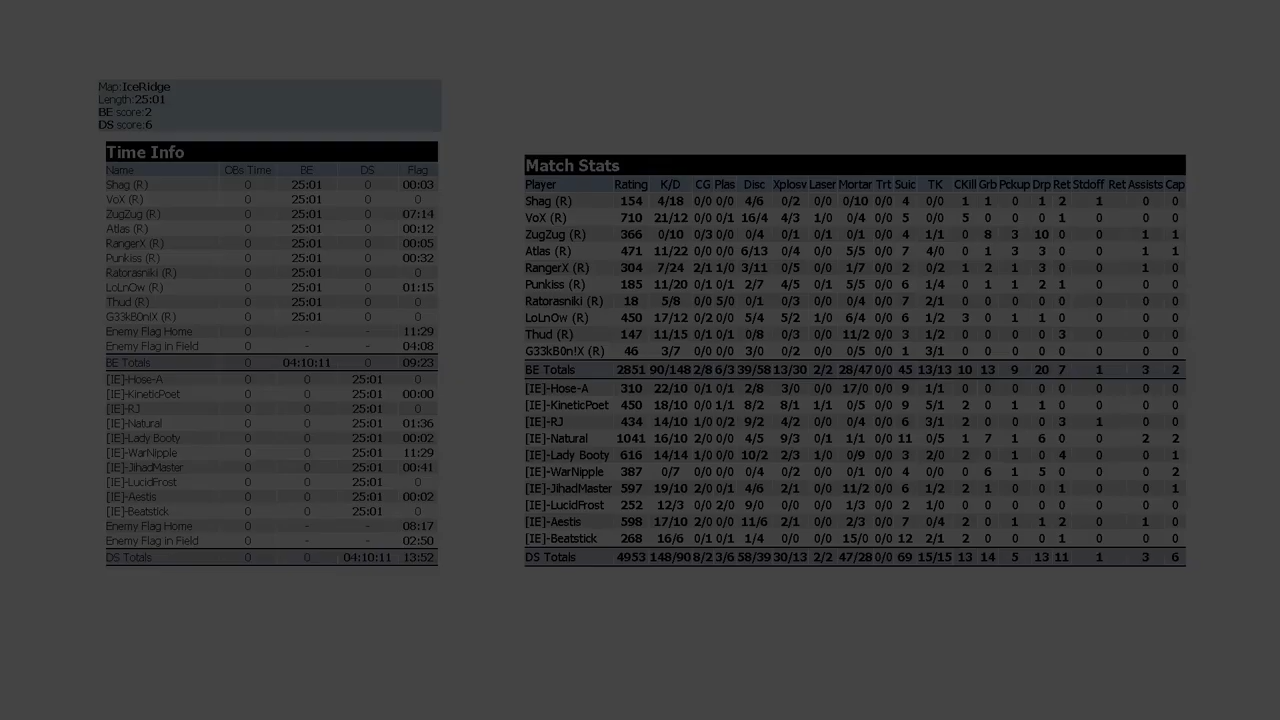 Map:IceRidge
Length:25:01
BE score:2
DS score:6
Time Info
Name OBs Time BE DS Flag
Shag (R) 0 25:01 0 00:03
VoX (R) 0 25:01 0 0
ZugZug (R) 0 25:01 0 07:14
Atlas (R) 0 25:01 0 00:12
RangerX (R) 0 25:01 0 00:05
Punkiss (R) 0 25:01 0 00:32
Ratorasniki (R) 0 25:01 0 0
LoLnOw (R) 0 25:01 0 01:15
Thud (R) 0 25:01 0 0
G33kB0n!X (R) 0 25:01 0 0
Enemy Flag Home 0 - - 11:29
Enemy Flag in Field 0 - - 04:08
BE Totals 0 04:10:11 0 09:23
[IE]-Hose-A 0 0 25:01 0
[IE]-KineticPoet 0 0 25:01 00:00
[IE]-RJ 0 0 25:01 0
[IE]-Natural 0 0 25:01 01:36
[IE]-Lady Booty 0 0 25:01 00:02
[IE]-WarNipple 0 0 25:01 11:29
[IE]-JihadMaster 0 0 25:01 00:41
[IE]-LucidFrost 0 0 25:01 0
[IE]-Aestis 0 0 25:01 00:02
[IE]-Beatstick 0 0 25:01 0
Enemy Flag Home 0 - - 08:17
Enemy Flag in Field 0 - - 02:50
DS Totals 0 0 04:10:11 13:52
Match Stats
Player Rating K/D CG Plas Disc Xplosv Laser Mortar Trt Suic TK CKill Grb Pckup Drp Ret Stdoff Ret Assists Cap
Shag (R) 154 4/18 0/0 0/0 4/6 0/2 0/0 0/10 0/0 4 0/0 1 1 0 1 2 1 0 0
VoX (R) 710 21/12 0/0 0/1 16/4 4/3 1/0 0/4 0/0 5 0/0 5 0 0 0 1 0 0 0
ZugZug (R) 366 0/10 0/3 0/0 0/4 0/1 0/1 0/1 0/0 4 1/1 0 8 3 10 0 0 1 1
Atlas (R) 471 11/22 0/0 0/0 6/13 0/4 0/0 5/5 0/0 7 4/0 0 1 3 3 0 0 1 1
RangerX (R) 304 7/24 2/1 1/0 3/11 0/5 0/0 1/7 0/0 2 0/2 1 2 1 3 0 0 1 0
Punkiss (R) 185 11/20 0/1 0/1 2/7 4/5 0/1 5/5 0/0 6 1/4 0 1 1 2 1 0 0 0
Ratorasniki (R) 18 5/8 0/0 5/0 0/1 0/3 0/0 0/4 0/0 7 2/1 0 0 0 0 0 0 0 0
LoLnOw (R) 450 17/12 0/2 0/0 5/4 5/2 1/0 6/4 0/0 6 1/2 3 0 1 1 0 0 0 0
Thud (R) 147 11/15 0/1 0/1 0/8 0/3 0/0 11/2 0/0 3 1/2 0 0 0 0 3 0 0 0
G33kB0n!X (R) 46 3/7 0/0 0/0 3/0 0/2 0/0 0/5 0/0 1 3/1 0 0 0 0 0 0 0 0
BE Totals 2851 90/148 2/8 6/3 39/58 13/30 2/2 28/47 0/0 45 13/13 10 13 9 20 7 1 3 2
[IE]-Hose-A 310 22/10 0/1 0/1 2/8 3/0 0/0 17/0 0/0 9 1/1 0 0 0 0 0 0 0 0
[IE]-KineticPoet 450 18/10 0/0 1/1 8/2 8/1 1/1 0/5 0/0 9 5/1 2 0 1 1 0 0 0 0
[IE]-RJ 434 14/10 1/0 0/2 9/2 4/2 0/0 0/4 0/0 6 3/1 2 0 0 0 3 1 0 0
[IE]-Natural 1041 16/10 2/0 0/0 4/5 9/3 0/1 1/1 0/0 11 0/5 1 7 1 6 0 0 2 2
[IE]-Lady Booty 616 14/14 1/0 0/0 10/2 2/3 1/0 0/9 0/0 3 2/0 2 0 1 0 4 0 0 1
[IE]-WarNipple 387 0/7 0/0 0/0 0/4 0/2 0/0 0/1 0/0 4 0/0 0 6 1 5 0 0 0 2
[IE]-JihadMaster 597 19/10 2/0 0/1 4/6 2/1 0/0 11/2 0/0 6 1/2 2 1 0 0 1 0 0 1
[IE]-LucidFrost 252 12/3 0/0 2/0 9/0 0/0 0/0 1/3 0/0 2 1/0 0 0 0 0 0 0 0 0
[IE]-Aestis 598 17/10 2/0 0/0 11/6 2/1 0/0 2/3 0/0 7 0/4 2 0 1 1 2 0 1 0
[IE]-Beatstick 268 16/6 0/1 0/1 1/4 0/0 0/0 15/0 0/0 12 2/1 2 0 0 0 1 0 0 0
DS Totals 4953 148/90 8/2 3/6 58/39 30/13 2/2 47/28 0/0 69 15/15 13 14 5 13 11 1 3 6